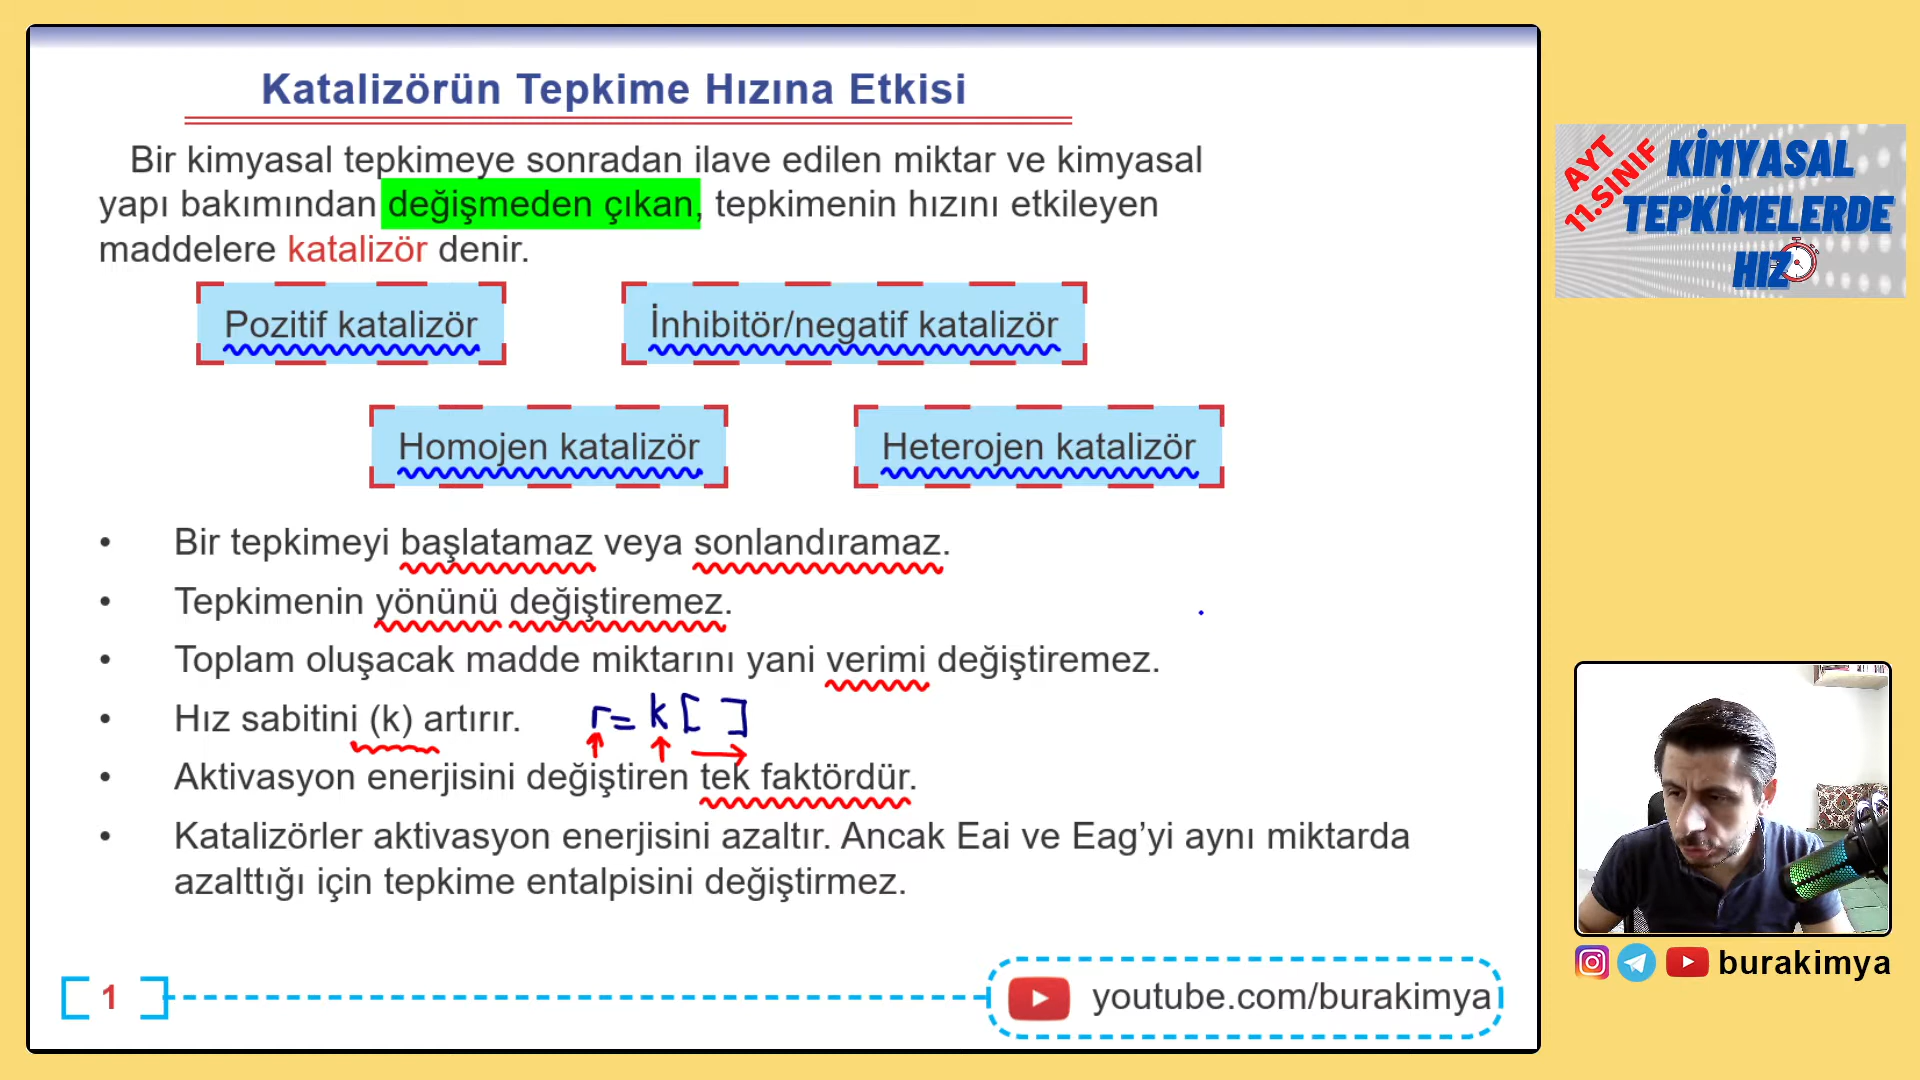 Katalizörün Tepkime Hızına Etkisi
Bir kimyasal tepkimeye sonradan ilave edilen miktar ve kimyasal
yapı bakımından değişmeden çıkan, tepkimenin hızını etkileyen
maddelere katalizör denir.
Pozitif katalizör
İnhibitör/negatif katalizör
Homojen katalizör
Heterojen katalizör
• Bir tepkimeyi başlatamaz veya sonlandıramaz.
• Tepkimenin yönünü değiştiremez.
• Toplam oluşacak madde miktarını yani verimi değiştiremez.
• Hız sabitini (k) artırır. r = k [ ]
• Aktivasyon enerjisini değiştiren tek faktördür.
• Katalizörler aktivasyon enerjisini azaltır. Ancak Eai ve Eag’yi aynı miktarda
azalttığı için tepkime entalpisini değiştirmez.
1
youtube.com/burakimya
AYT
11.SINIF
KİMYASAL
TEPKİMELERDE
HIZ
burakimya